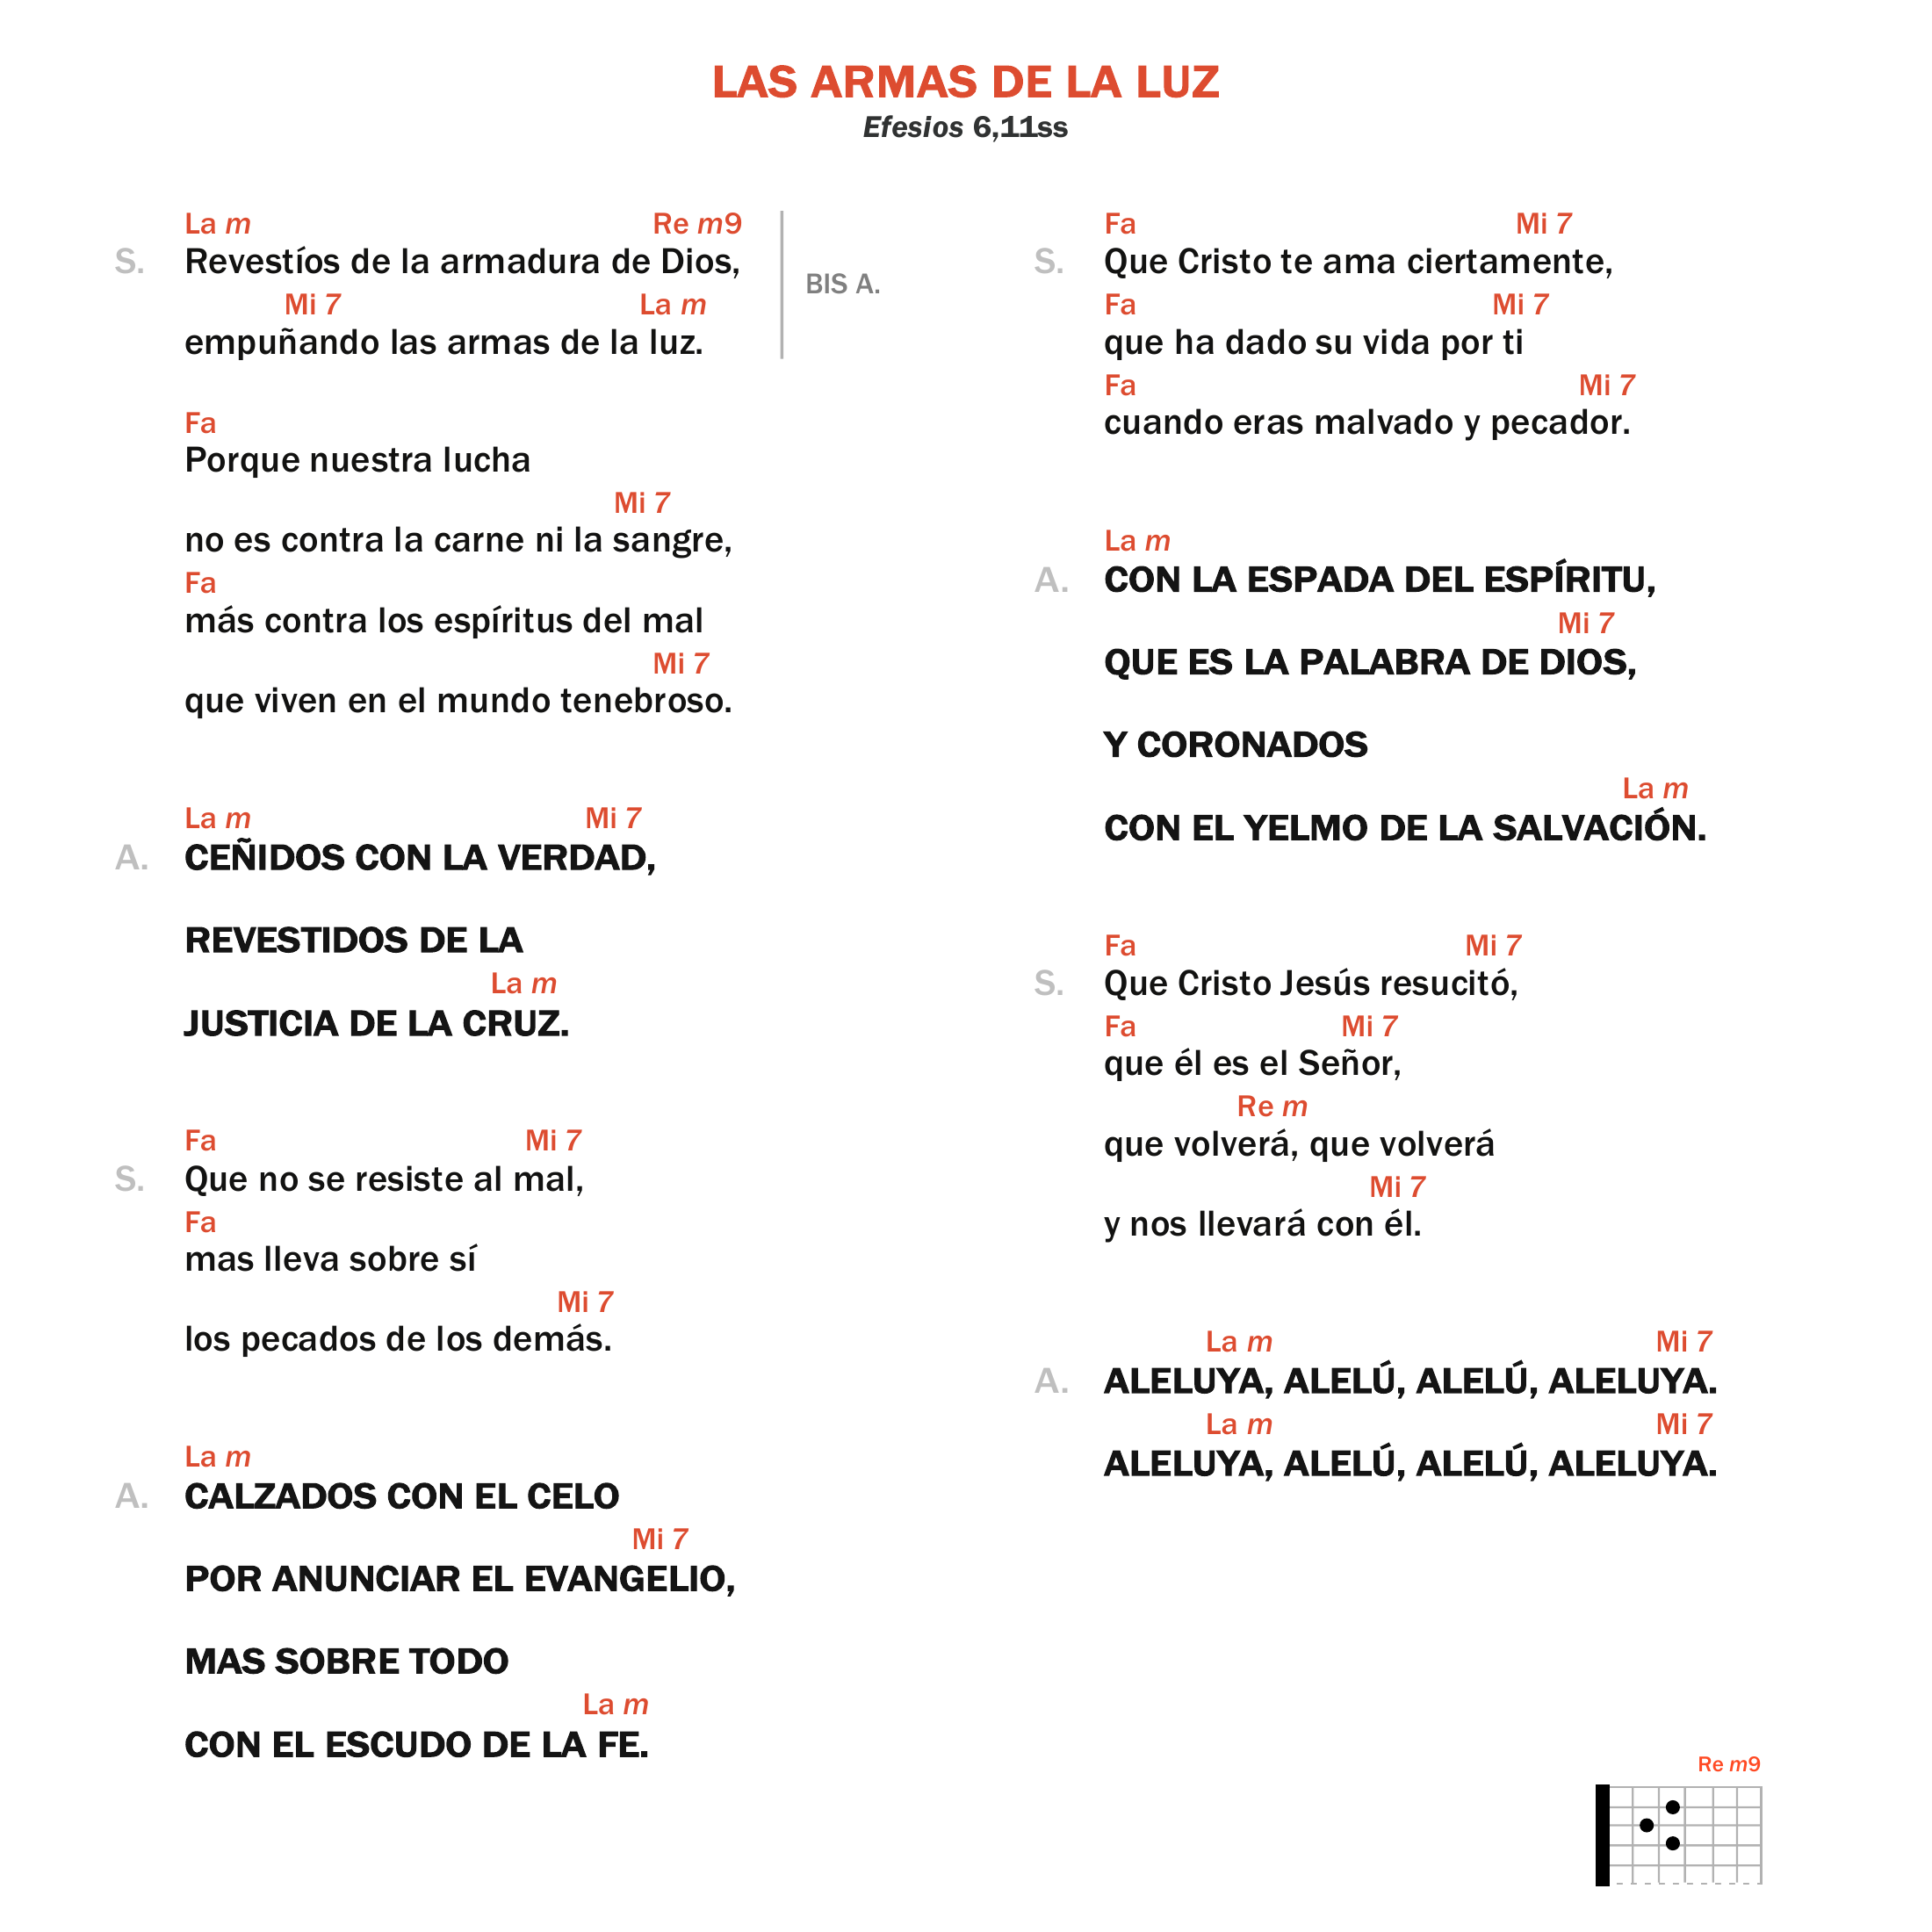 LAS ARMAS DE LA LUZ
Efesios 6,11ss
La m Re m9
S. Revestíos de la armadura de Dios,
Mi 7 La m
empuñando las armas de la luz.
BIS A.
Fa
Porque nuestra lucha
Mi 7
no es contra la carne ni la sangre,
Fa
más contra los espíritus del mal
Mi 7
que viven en el mundo tenebroso.
La m Mi 7
A. CEÑIDOS CON LA VERDAD,
REVESTIDOS DE LA
La m
JUSTICIA DE LA CRUZ.
Fa Mi 7
S. Que no se resiste al mal,
Fa
mas lleva sobre sí
Mi 7
los pecados de los demás.
La m
A. CALZADOS CON EL CELO
Mi 7
POR ANUNCIAR EL EVANGELIO,
MAS SOBRE TODO
La m
CON EL ESCUDO DE LA FE.
Fa Mi 7
S. Que Cristo te ama ciertamente,
Fa Mi 7
que ha dado su vida por ti
Fa Mi 7
cuando eras malvado y pecador.
La m
A. CON LA ESPADA DEL ESPÍRITU,
Mi 7
QUE ES LA PALABRA DE DIOS,
Y CORONADOS
La m
CON EL YELMO DE LA SALVACIÓN.
Fa Mi 7
S. Que Cristo Jesús resucitó,
Fa Mi 7
que él es el Señor,
Re m
que volverá, que volverá
Mi 7
y nos llevará con él.
La m Mi 7
A. ALELUYA, ALELÚ, ALELÚ, ALELUYA.
La m Mi 7
ALELUYA, ALELÚ, ALELÚ, ALELUYA.
Re m9